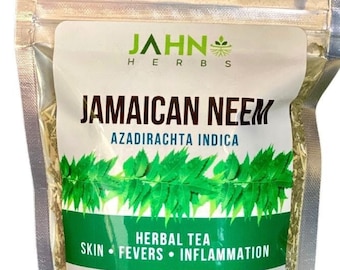 JAHN
HERBS
JAMAICAN NEEM
AZADIRACHTA INDICA
HERBAL TEA
SKIN • FEVERS • INFLAMMATION